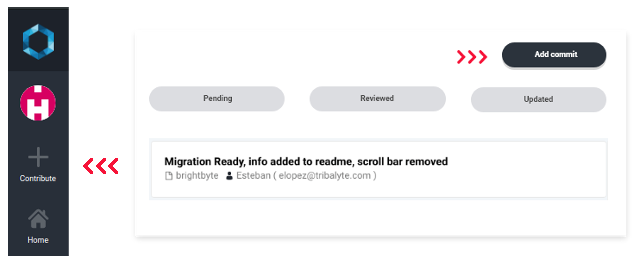 Add commit
Pending
Reviewed
Updated
Migration Ready, info added to readme, scroll bar removed
brightbyte Esteban ( elopez@tribalyte.com )
Contribute
Home